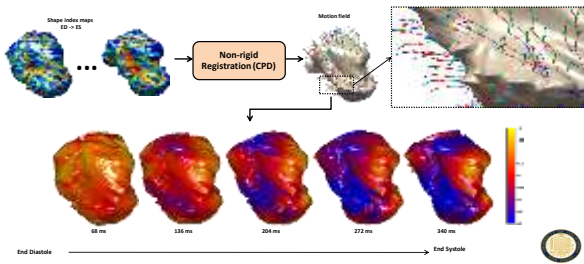 Shape index maps
ED -> ES
Non-rigid
Registration (CPD)
Motion field
68 ms
136 ms
204 ms
272 ms
340 ms
End Diastole
End Systole